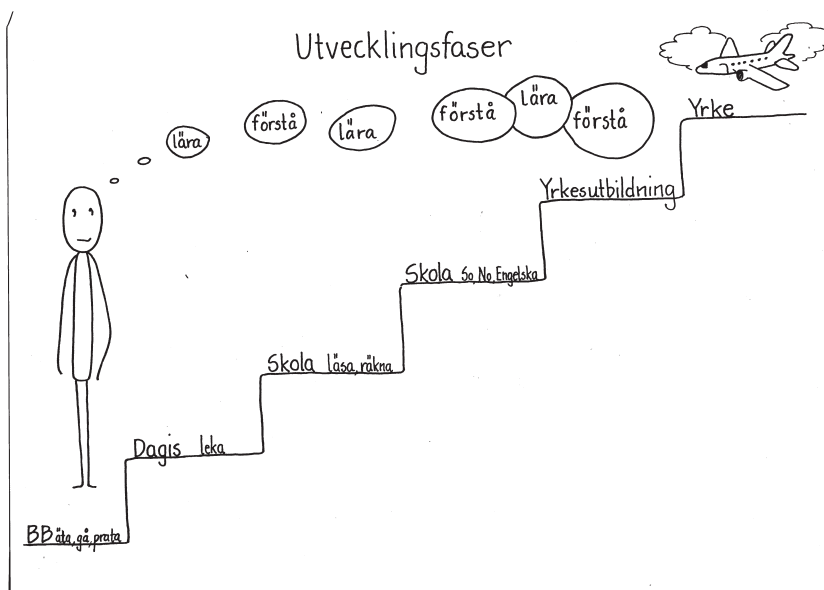 Utvecklingsfaser
lära
förstå
lära
förstå
lära
förstå
Yrke
Yrkesutbildning
Skola So, No, Engelska
Skola läsa, räkna
Dagis leka
BB äta, gå, prata